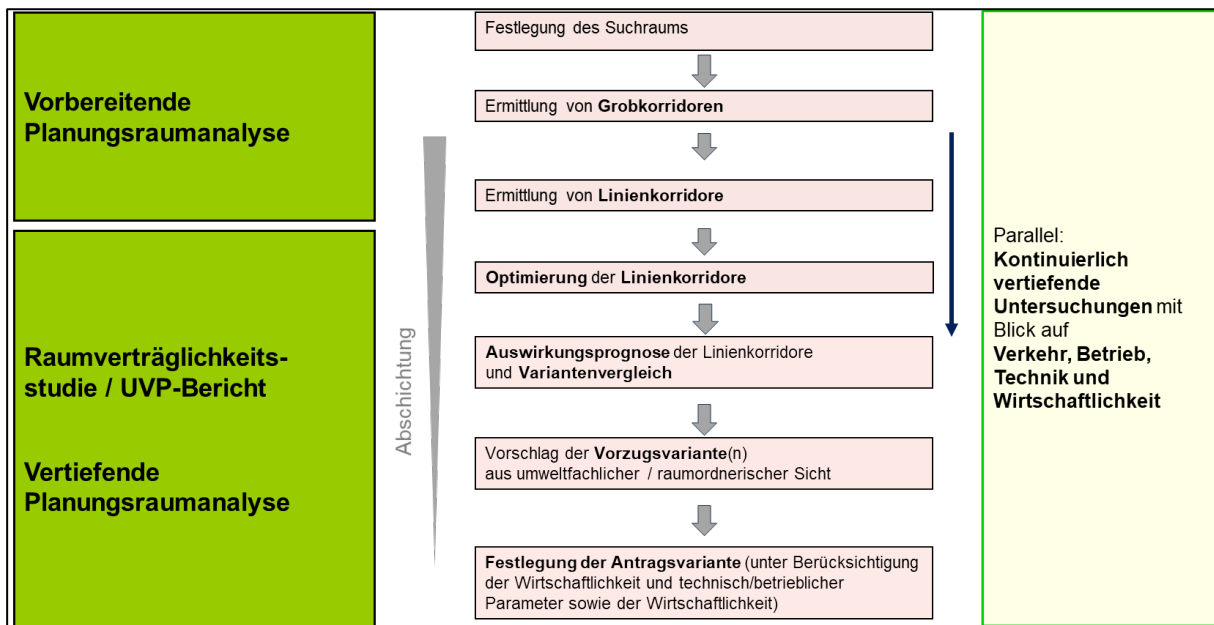 Vorbereitende
Planungsraumanalyse
Raumverträglichkeits-
studie / UVP-Bericht
Vertiefende
Planungsraumanalyse
Abschichtung
Festlegung des Suchraums
Ermittlung von Grobkorridoren
Ermittlung von Linienkorridore
Optimierung der Linienkorridore
Auswirkungsprognose der Linienkorridore
und Variantenvergleich
Vorschlag der Vorzugsvariante(n)
aus umweltfachlicher / raumordnerischer Sicht
Festlegung der Antragsvariante (unter Berücksichtigung
der Wirtschaftlichkeit und technisch/betrieblicher
Parameter sowie der Wirtschaftlichkeit)
Parallel:
Kontinuierlich
vertiefende
Untersuchungen mit
Blick auf
Verkehr, Betrieb,
Technik und
Wirtschaftlichkeit